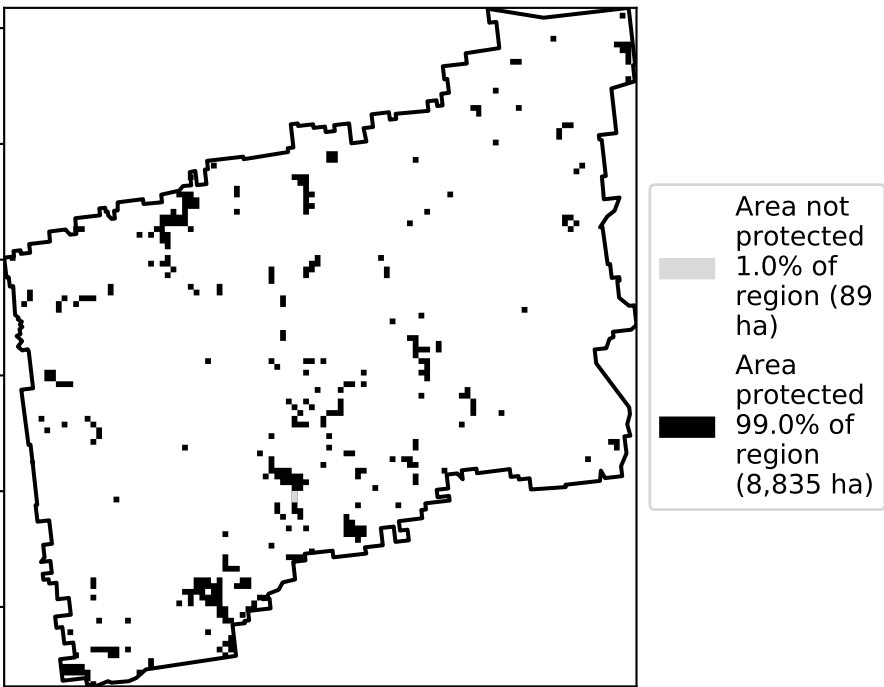 Area not
protected
1.0% of
region (89
ha)
Area
protected
99.0% of
region
(8,835 ha)